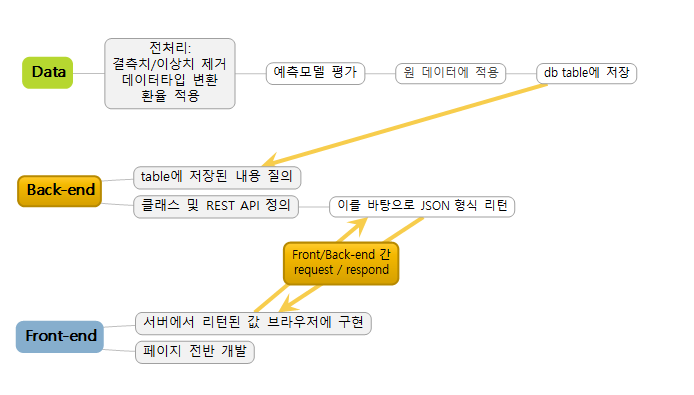 Data
전처리:
결측치/이상치 제거
데이터타입 변환
환율 적용
예측모델 평가
원 데이터에 적용
db table에 저장
Back-end
table에 저장된 내용 질의
클래스 및 REST API 정의
이를 바탕으로 JSON 형식 리턴
Front/Back-end 간
request / respond
Front-end
서버에서 리턴된 값 브라우저에 구현
페이지 전반 개발